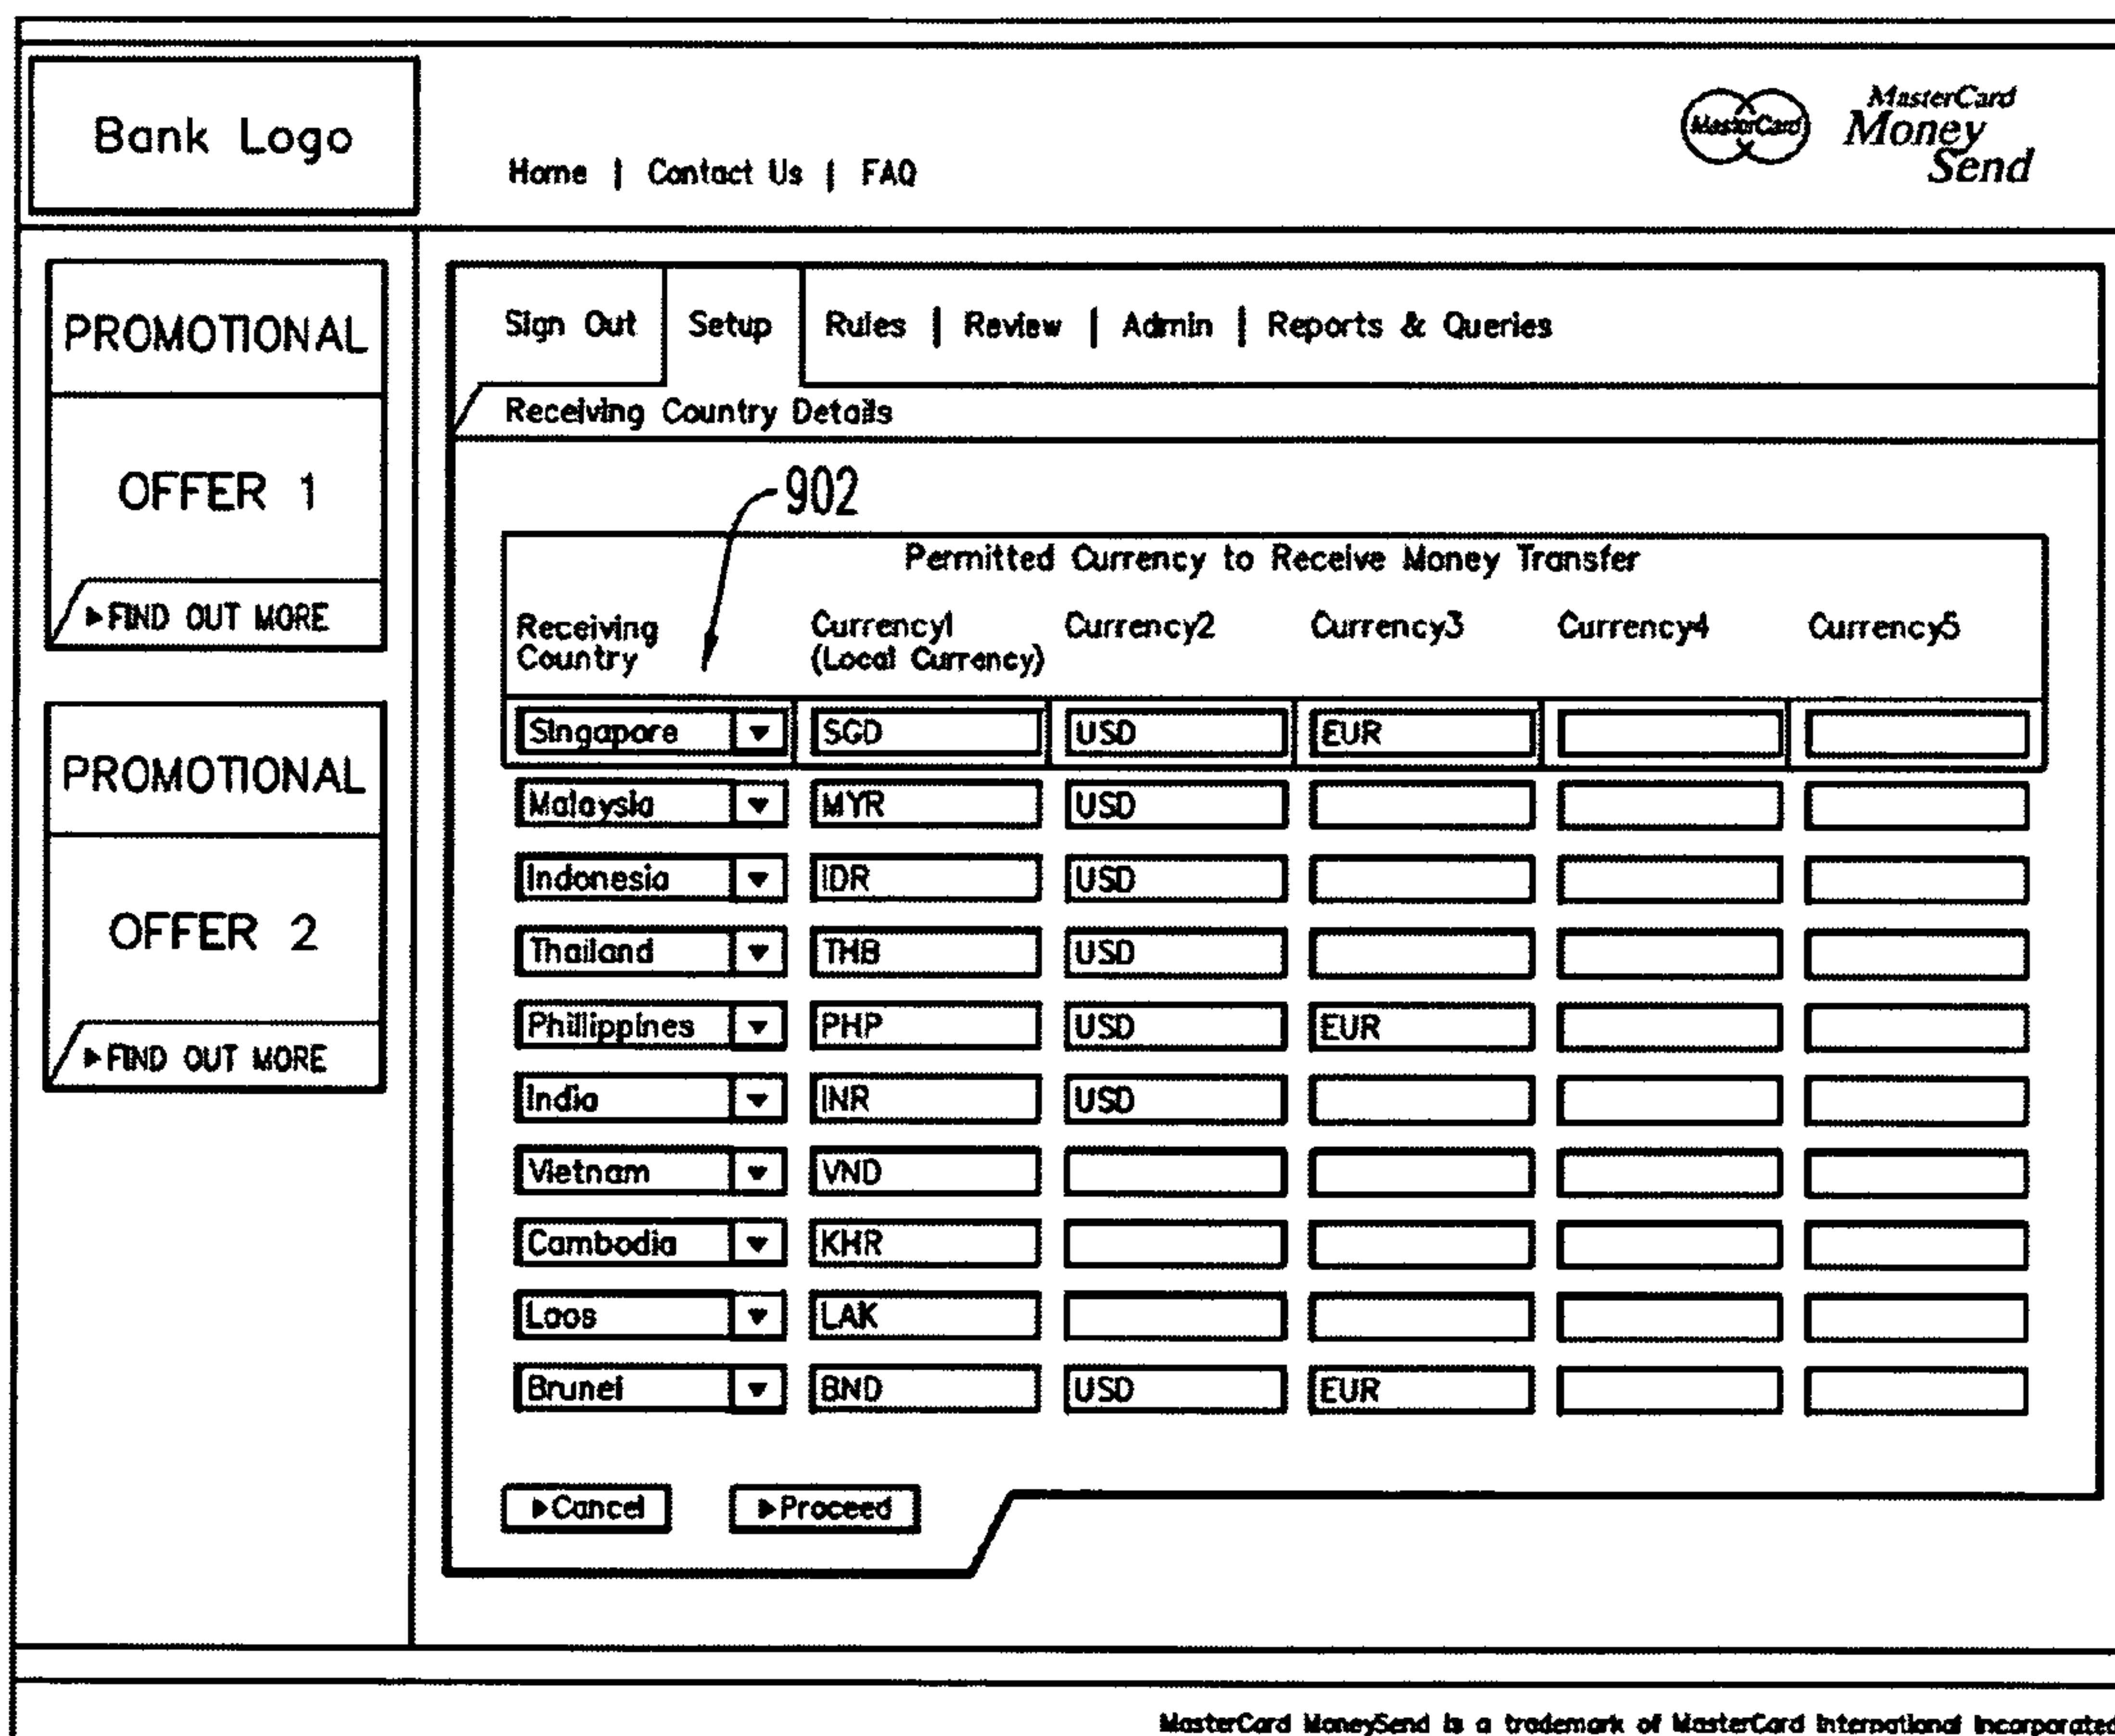 Bank Logo
Home | Contact Us | FAQ
MasterCard
MasterCard
Money
Send
PROMOTIONAL
OFFER 1
►FIND OUT MORE
PROMOTIONAL
OFFER 2
►FIND OUT MORE
Sign Out Setup Rules | Review | Admin | Reports & Queries
Receiving Country Details
902
Permitted Currency to Receive Money Transfer
Receiving Country Currency1 (Local Currency) Currency2 Currency3 Currency4 Currency5
Singapore ▼ SGD USD EUR
Malaysia ▼ MYR USD
Indonesia ▼ IDR USD
Thailand ▼ THB USD
Phillippines ▼ PHP USD EUR
India ▼ INR USD
Vietnam ▼ VND
Cambodia ▼ KHR
Laos ▼ LAK
Brunei ▼ BND USD EUR
►Cancel ►Proceed
MasterCard MoneySend is a trademark of MasterCard International Incorporated